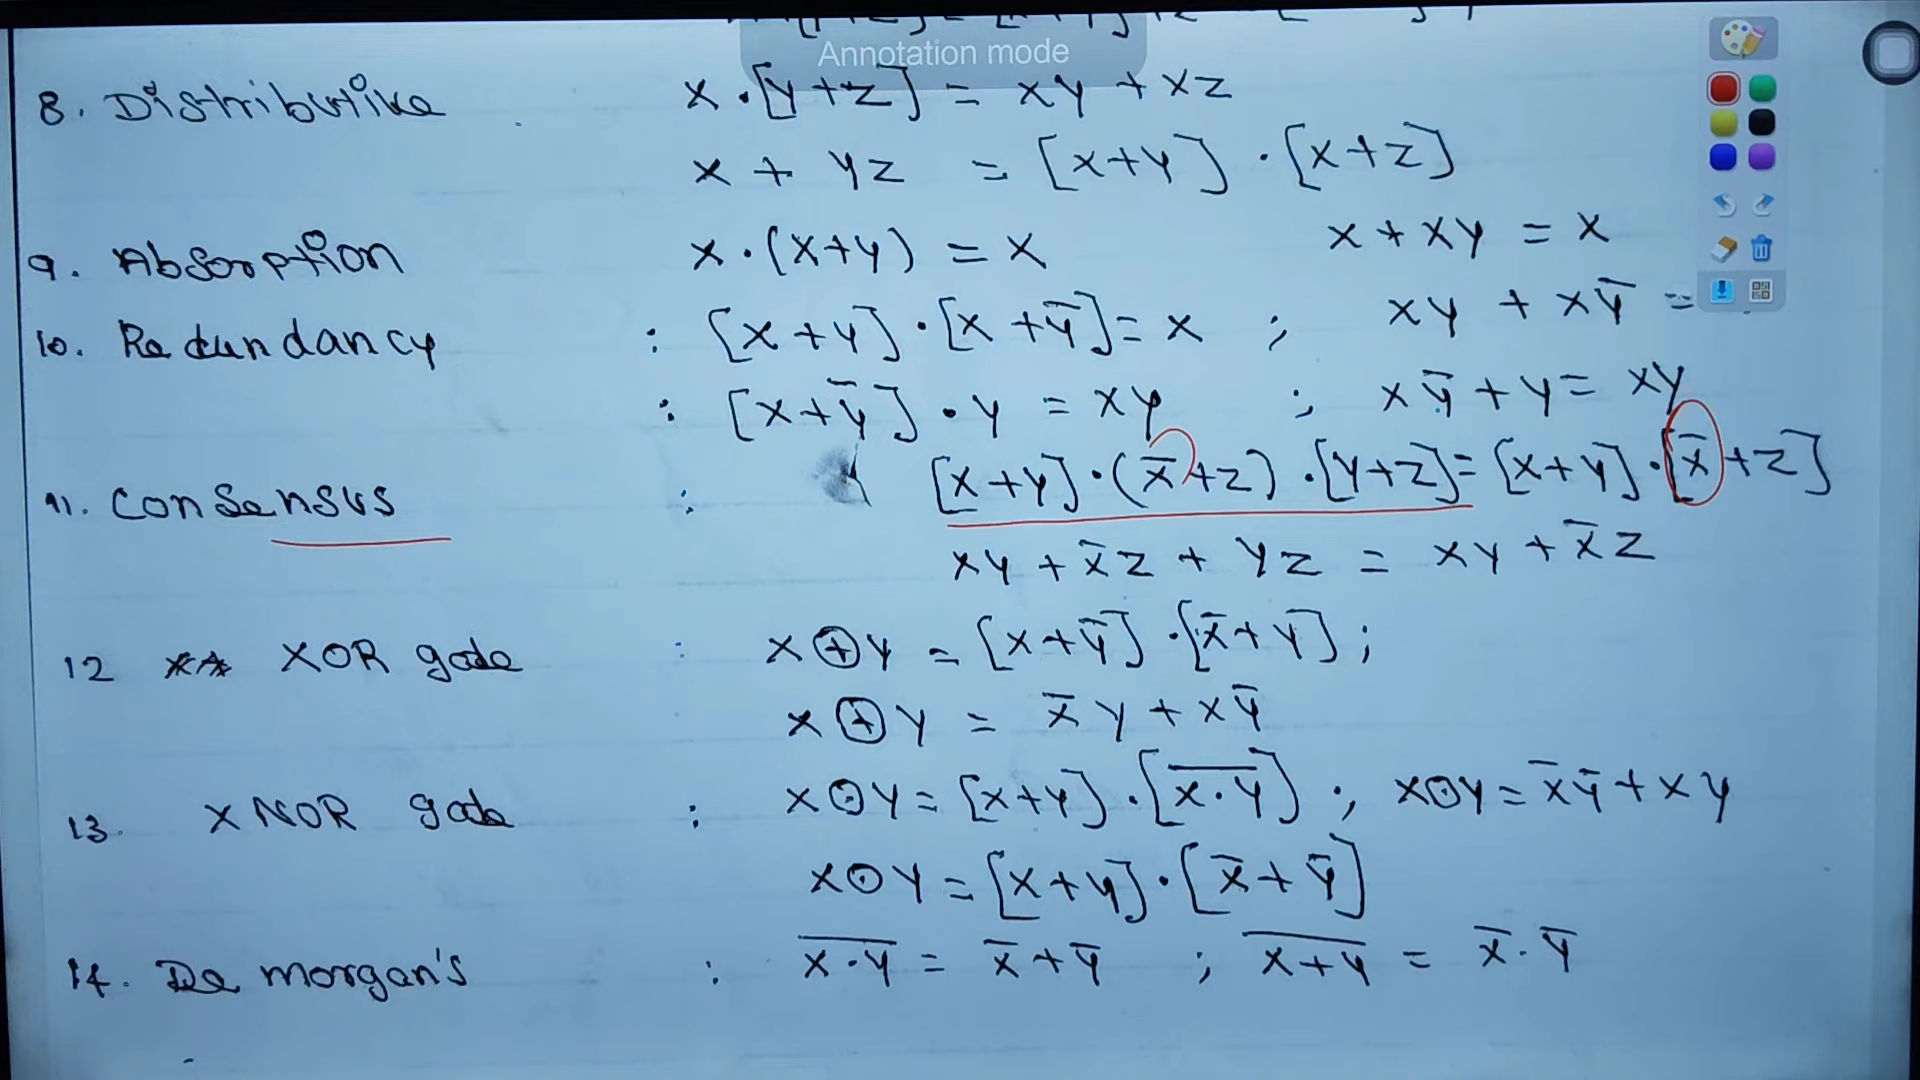 Annotation mode
8. Distributive x · [y + z] = xy + xz
x + yz = [x+y] · [x+z]
9. Absorption x · (x+y) = x x + xy = x
10. Redundancy : [x + y] · [x + ȳ] = x ; xy + xȳ =
: [x + ȳ] · y = xy ; xȳ + y = xy
11. Consensus : [x+y] · (x̄+z) · [y+z] = [x+y] · [x̄+z]
xy + x̄z + yz = xy + x̄z
12 ** XOR gate : x ⊕ y = [x + ȳ] · [x̄ + y] ;
x ⊕ y = x̄y + xȳ
13. XNOR gate : x ⊙ y = [x+y] · [x̅·̅y̅] ; x ⊙ y = x̄ȳ + xy
x ⊙ y = [x + y] · [x̄ + ȳ]
14. De morgan's : x̅·̅y̅ = x̄ + ȳ ; x̅+̅y̅ = x̄ · ȳ